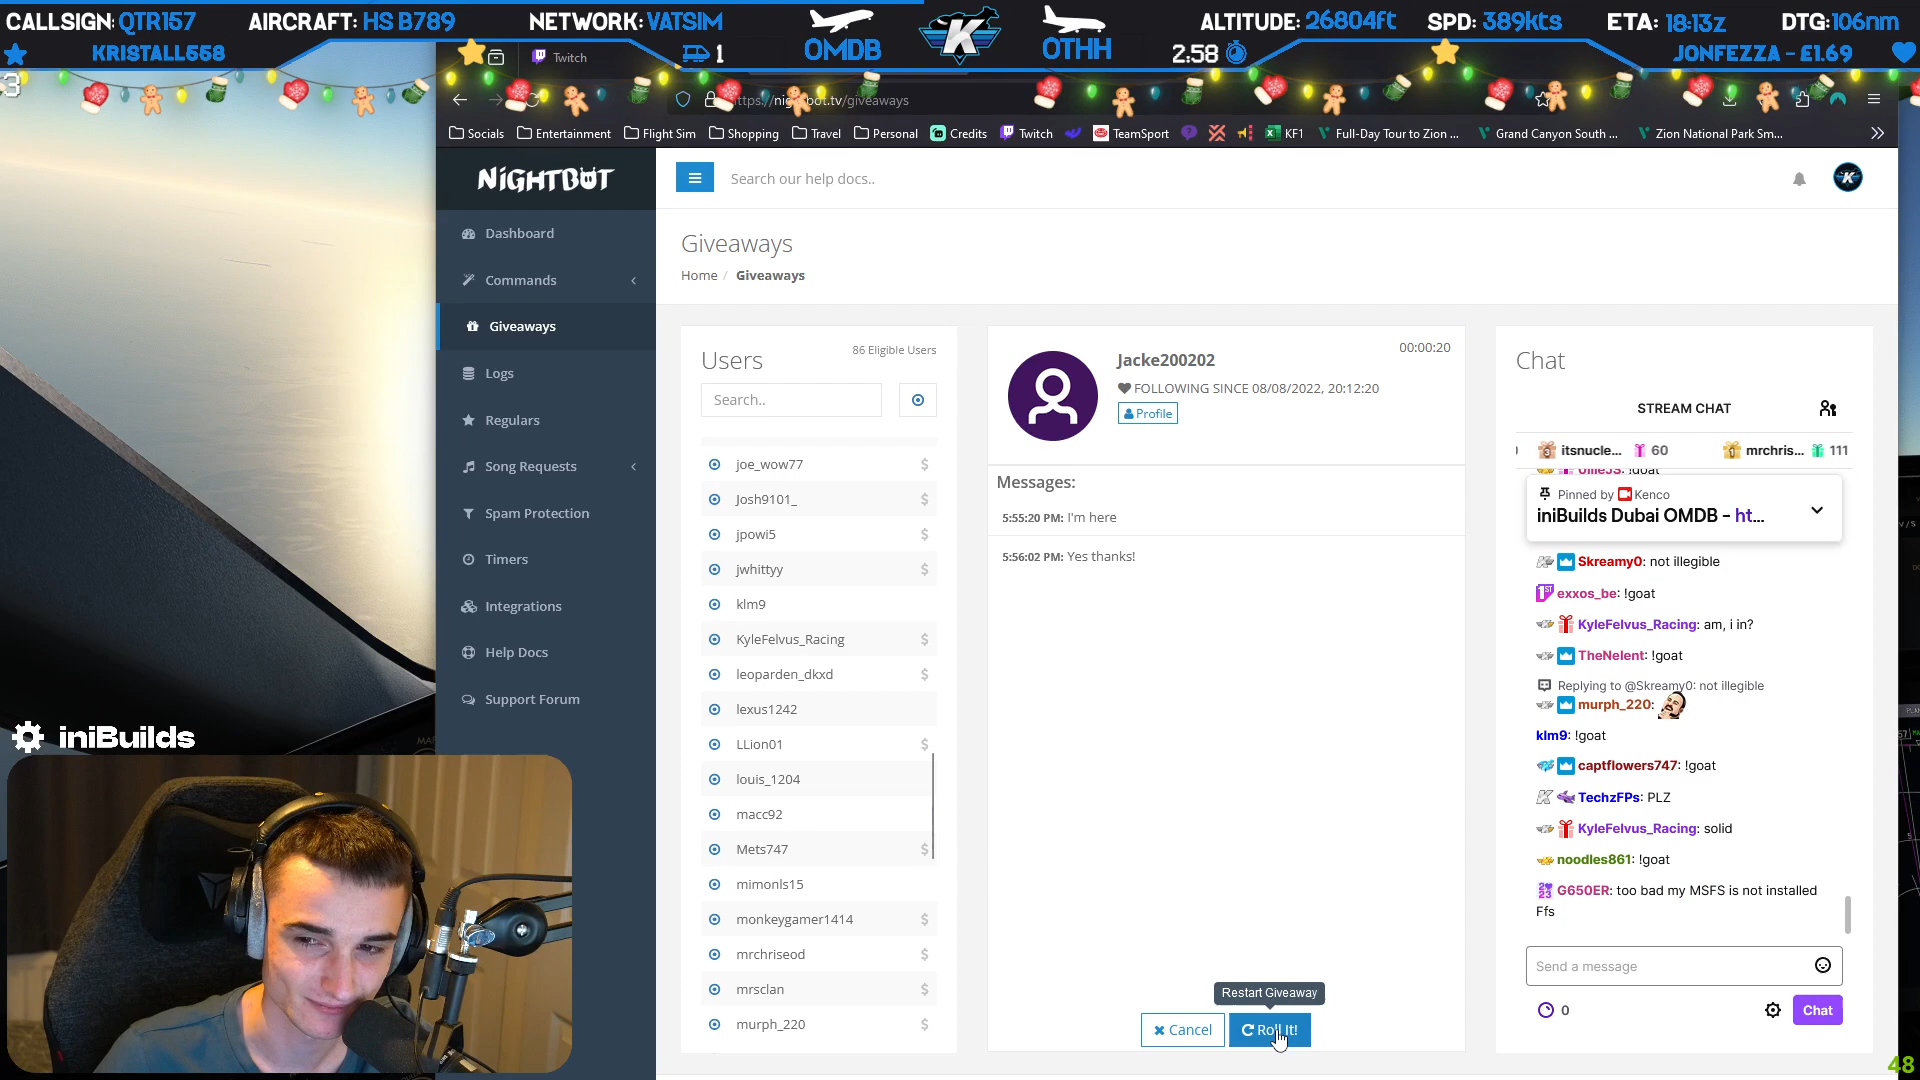 CALLSIGN: QTR157
AIRCRAFT: HS B789
NETWORK: VATSIM
OMDB
OTHH
ALTITUDE: 26804ft
SPD: 389kts
ETA: 18:13z
DTG: 106nm
KRISTALL558
1
2:58
JONFEZZA - £1.69
3
Twitch
https://nightbot.tv/giveaways
Socials
Entertainment
Flight Sim
Shopping
Travel
Personal
Credits
Twitch
TeamSport
KF1
Full-Day Tour to Zion ...
Grand Canyon South ...
Zion National Park Sm...
NIGHTBOT
Search our help docs..
Dashboard
Commands
Giveaways
Logs
Regulars
Song Requests
Spam Protection
Timers
Integrations
Help Docs
Support Forum
Giveaways
Home / Giveaways
Users
86 Eligible Users
Search..
joe_wow77 $
Josh9101_ $
jpowi5 $
jwhittyy $
klm9
KyleFelvus_Racing $
leoparden_dkxd $
lexus1242
LLion01 $
louis_1204
macc92
Mets747 $
mimonls15
monkeygamer1414 $
mrchriseod $
mrsclan $
murph_220 $
Jacke200202
00:00:20
FOLLOWING SINCE 08/08/2022, 20:12:20
Profile
Messages:
5:55:20 PM: I'm here
5:56:02 PM: Yes thanks!
Restart Giveaway
Cancel
Roll It!
Chat
STREAM CHAT
itsnucle... 60
mrchris... 111
OllieJS: !goat
Pinned by Kenco
iniBuilds Dubai OMDB - ht...
Skreamy0: not illegible
exxos_be: !goat
KyleFelvus_Racing: am, i in?
TheNelent: !goat
Replying to @Skreamy0: not illegible
murph_220:
klm9: !goat
captflowers747: !goat
TechzFPs: PLZ
KyleFelvus_Racing: solid
noodles861: !goat
G650ER: too bad my MSFS is not installed
Ffs
Send a message
0
Chat
iniBuilds
48